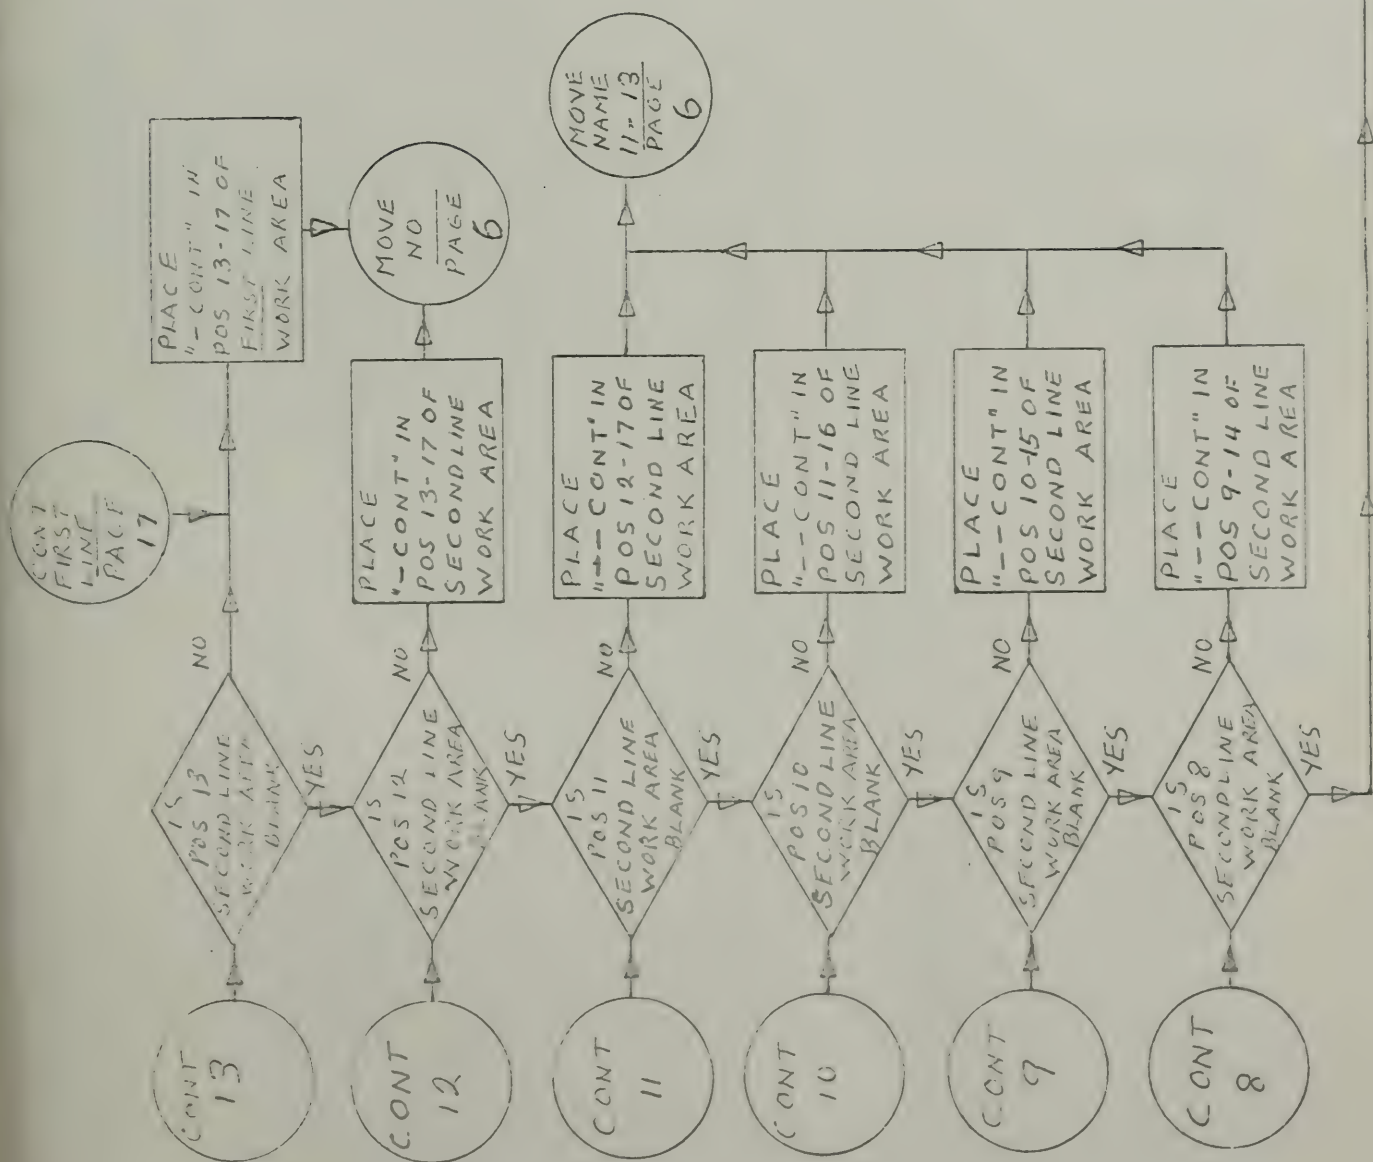 CONT
13
IS
POS 13
SECOND LINE
WORK AREA
BLANK
NO
YES
CONT
FIRST
LINE
PAGE
17
PLACE
"-CONT" IN
POS 13-17 OF
FIRST LINE
WORK AREA
MOVE
NO
PAGE
6
CONT
12
IS
POS 12
SECOND LINE
WORK AREA
BLANK
NO
YES
PLACE
"-CONT" IN
POS 13-17 OF
SECOND LINE
WORK AREA
CONT
11
IS
POS 11
SECOND LINE
WORK AREA
BLANK
NO
YES
PLACE
"--CONT" IN
POS 12-17 OF
SECOND LINE
WORK AREA
MOVE
NAME
11-13
PAGE
6
CONT
10
IS
POS 10
SECOND LINE
WORK AREA
BLANK
NO
YES
PLACE
"--CONT" IN
POS 11-16 OF
SECOND LINE
WORK AREA
CONT
9
IS
POS 9
SECOND LINE
WORK AREA
BLANK
NO
YES
PLACE
"--CONT" IN
POS 10-15 OF
SECOND LINE
WORK AREA
CONT
8
IS
POS 8
SECOND LINE
WORK AREA
BLANK
NO
YES
PLACE
"--CONT" IN
POS 9-14 OF
SECOND LINE
WORK AREA